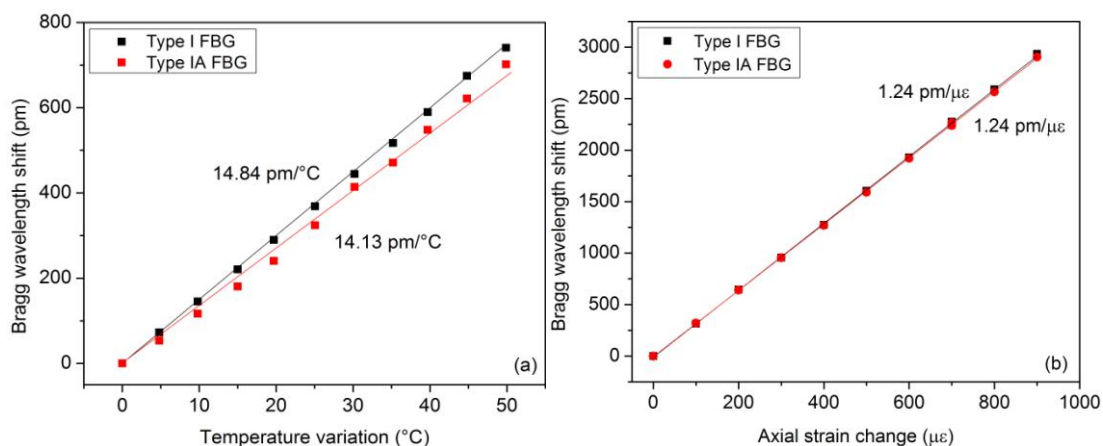 800
600
400
200
0
Bragg wavelength shift (pm)
Type I FBG
Type IA FBG
14.84 pm/°C
14.13 pm/°C
(a)
0 10 20 30 40 50
Temperature variation (°C)
3000
2500
2000
1500
1000
500
0
Bragg wavelength shift (pm)
Type I FBG
Type IA FBG
1.24 pm/με
1.24 pm/με
(b)
0 200 400 600 800 1000
Axial strain change (με)